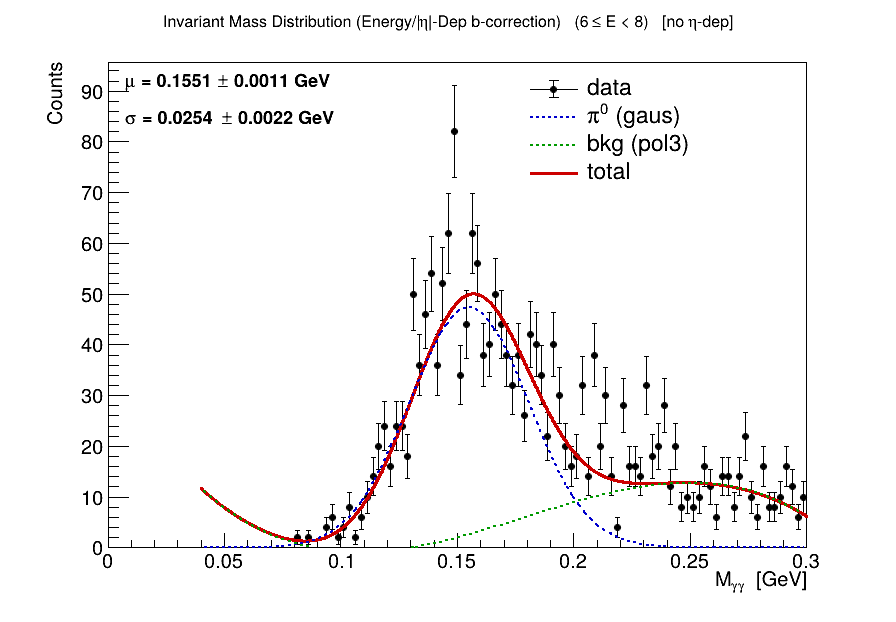 Invariant Mass Distribution (Energy/|η|-Dep b-correction) (6 ≤ E < 8) [no η-dep]
Counts
μ = 0.1551 ± 0.0011 GeV
σ = 0.0254 ± 0.0022 GeV
data
π⁰ (gaus)
bkg (pol3)
total
90
80
70
60
50
40
30
20
10
0
0 0.05 0.1 0.15 0.2 0.25 0.3
Mγγ [GeV]